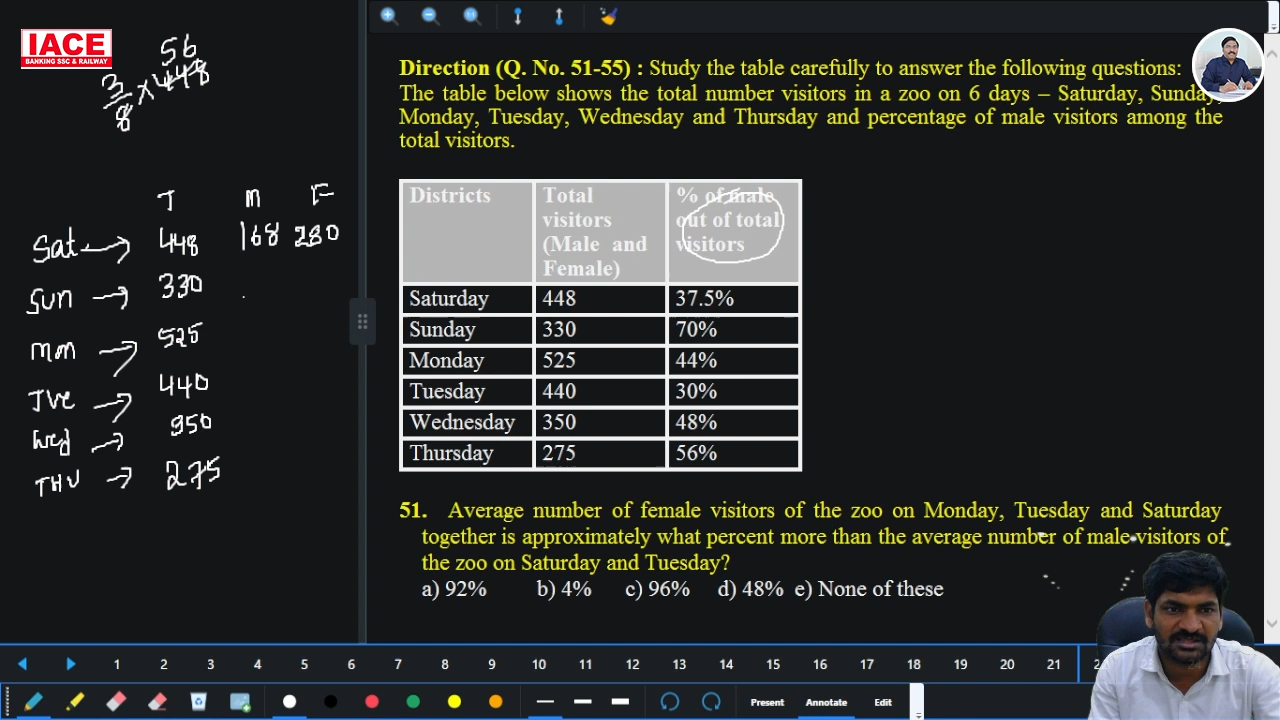 IACE
BANKING SSC & RAILWAY
3/8 × 448
56
T M F
Sat → 448 168 280
Sun → 330
Mon → 525
Tue → 440
Wed → 350
THU → 275
Direction (Q. No. 51-55) : Study the table carefully to answer the following questions:
The table below shows the total number visitors in a zoo on 6 days – Saturday, Sunday,
Monday, Tuesday, Wednesday and Thursday and percentage of male visitors among the
total visitors.
Districts Total visitors (Male and Female) % of male out of total visitors
Saturday 448 37.5%
Sunday 330 70%
Monday 525 44%
Tuesday 440 30%
Wednesday 350 48%
Thursday 275 56%
51. Average number of female visitors of the zoo on Monday, Tuesday and Saturday
together is approximately what percent more than the average number of male visitors of
the zoo on Saturday and Tuesday?
a) 92% b) 4% c) 96% d) 48% e) None of these
1 2 3 4 5 6 7 8 9 10 11 12 13 14 15 16 17 18 19 20 21
Present Annotate Edit